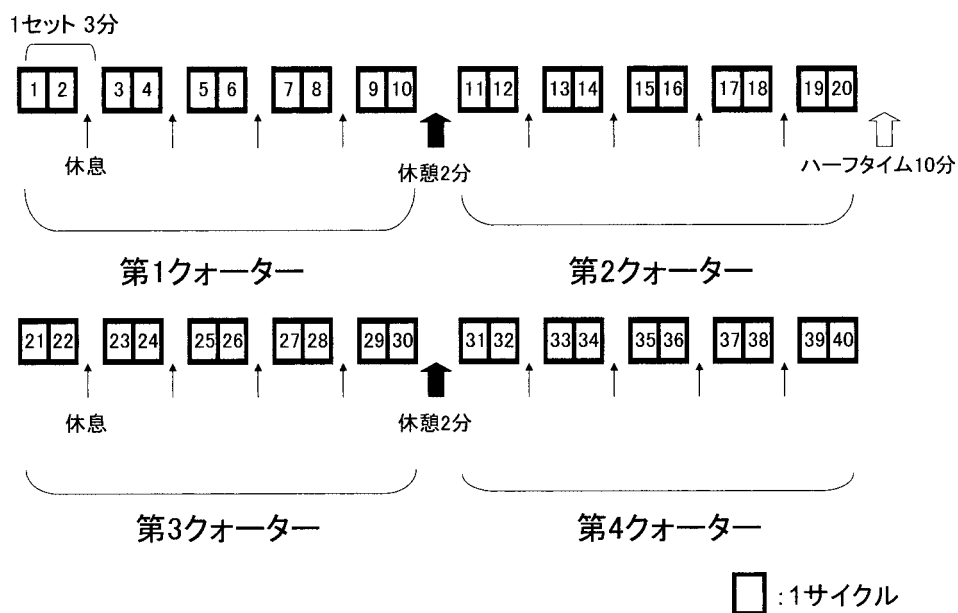 1セット 3分
1 2 3 4 5 6 7 8 9 10 11 12 13 14 15 16 17 18 19 20
休息 休憩2分 ハーフタイム10分
第1クォーター 第2クォーター
21 22 23 24 25 26 27 28 29 30 31 32 33 34 35 36 37 38 39 40
休息 休憩2分
第3クォーター 第4クォーター
:1サイクル